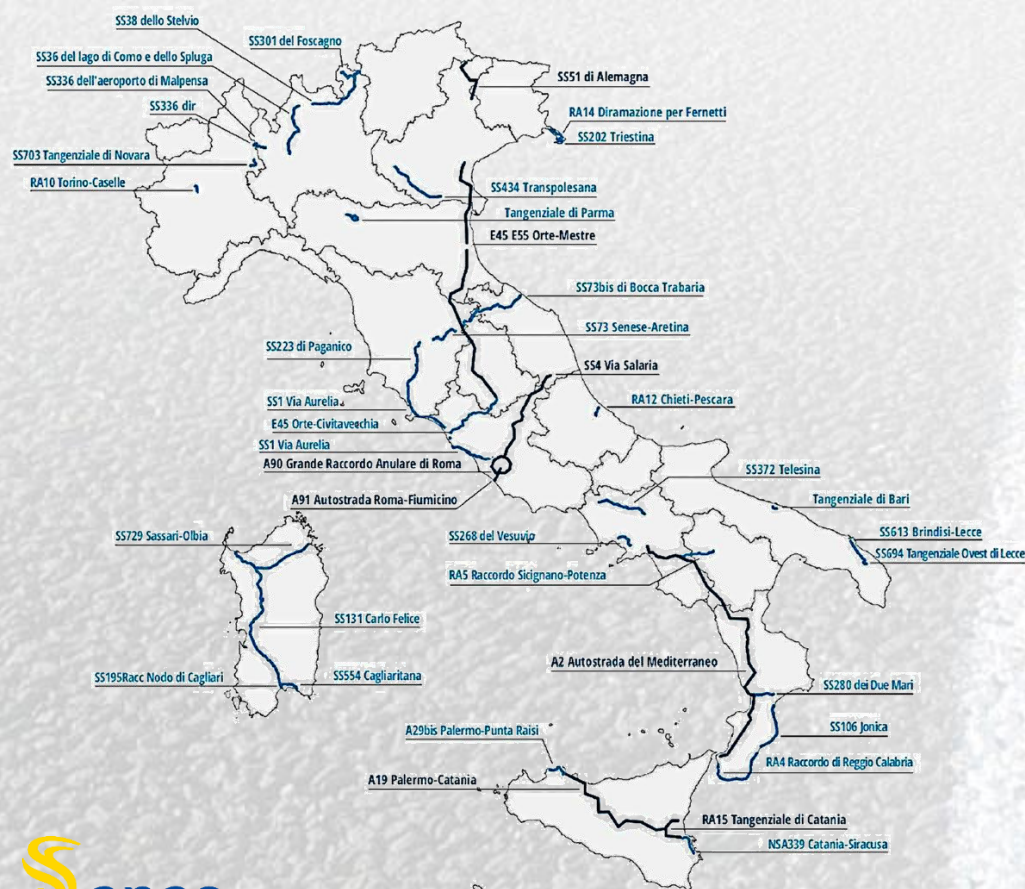 SS38 dello Stelvio
SS301 del Foscagno
SS36 del lago di Como e dello Spluga
SS336 dell'aeroporto di Malpensa
SS336 dir
SS703 Tangenziale di Novara
RA10 Torino-Caselle
SS51 di Alemagna
RA14 Diramazione per Fernetti
SS202 Triestina
SS434 Transpolesana
Tangenziale di Parma
E45 E55 Orte-Mestre
SS73bis di Bocca Trabaria
SS73 Senese-Aretina
SS223 di Paganico
SS4 Via Salaria
SS1 Via Aurelia
RA12 Chieti-Pescara
E45 Orte-Civitavecchia
SS1 Via Aurelia
A90 Grande Raccordo Anulare di Roma
SS372 Telesina
A91 Autostrada Roma-Fiumicino
Tangenziale di Bari
SS729 Sassari-Olbia
SS268 del Vesuvio
SS613 Brindisi-Lecce
SS694 Tangenziale Ovest di Lecce
RA5 Raccordo Sicignano-Potenza
SS131 Carlo Felice
A2 Autostrada del Mediterraneo
SS195Racc Nodo di Cagliari
SS554 Cagliaritana
SS280 dei Due Mari
A29bis Palermo-Punta Raisi
SS106 Jonica
RA4 Raccordo di Reggio Calabria
A19 Palermo-Catania
RA15 Tangenziale di Catania
NSA339 Catania-Siracusa